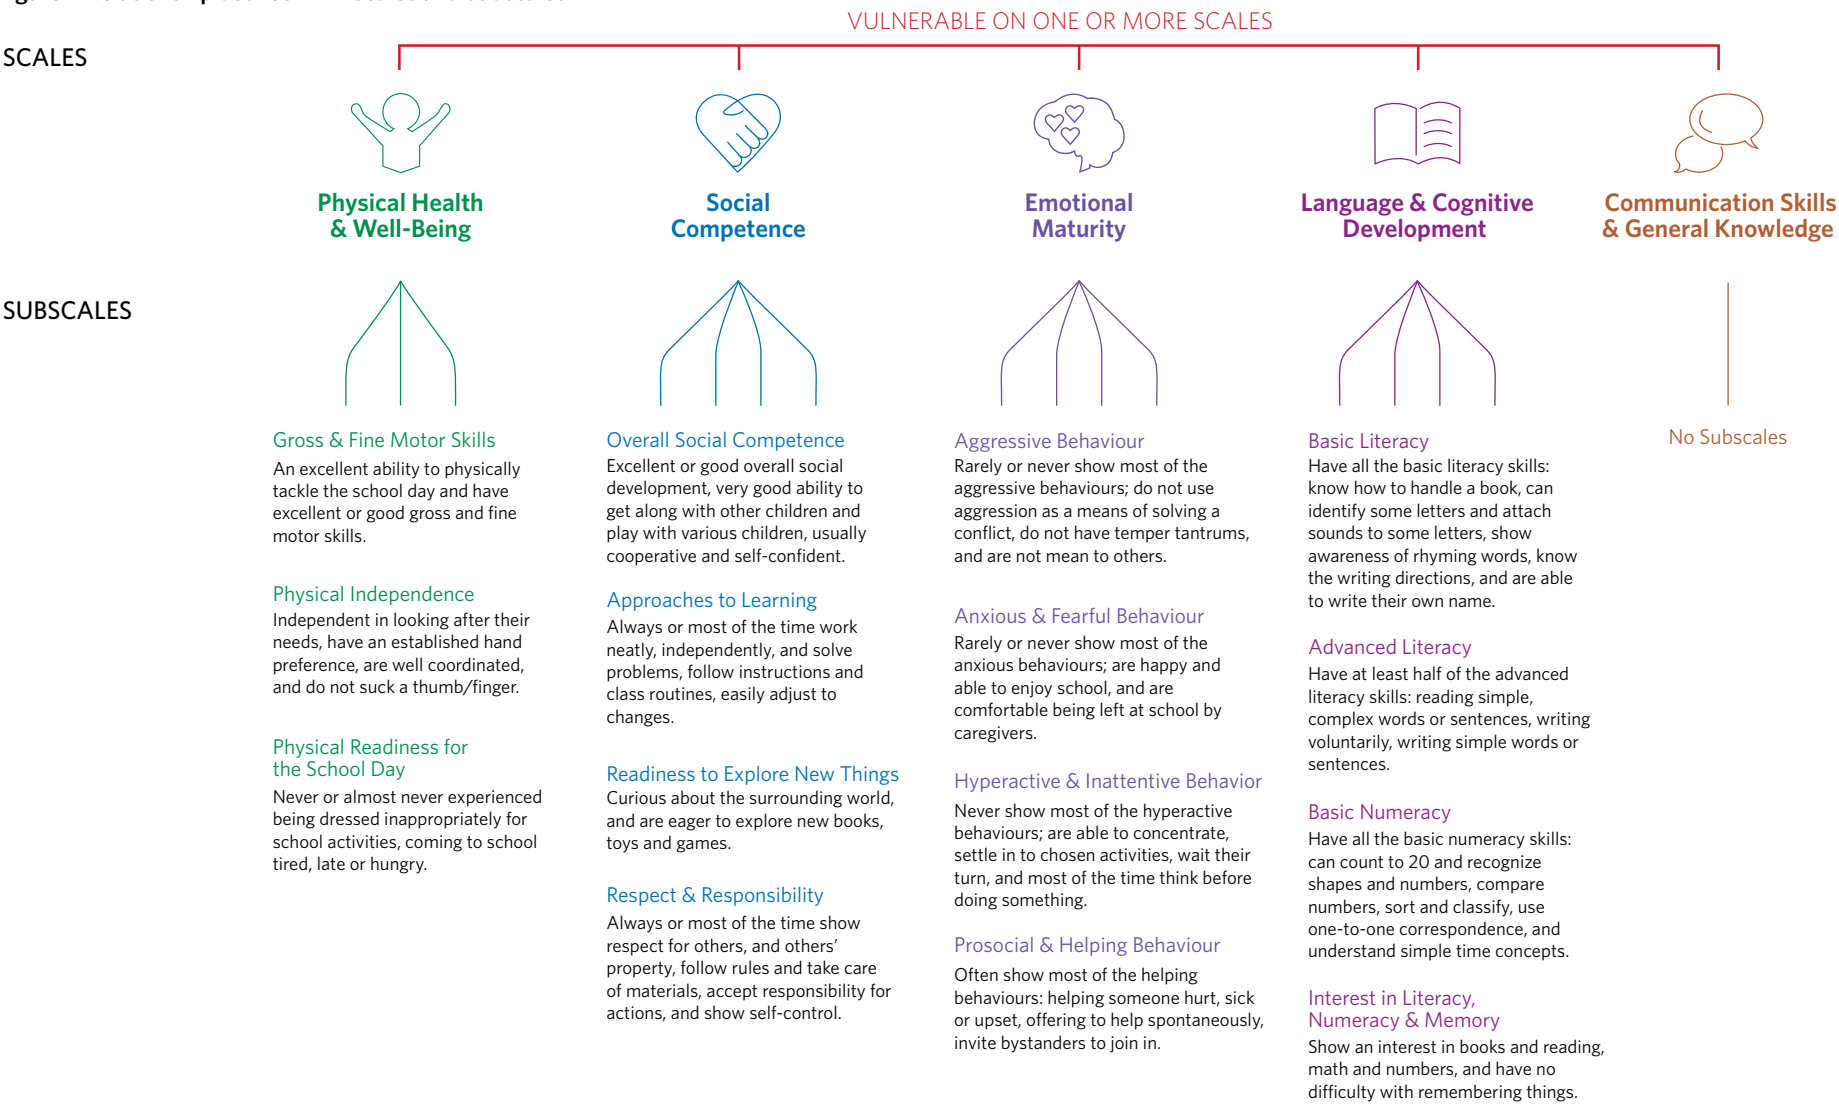 VULNERABLE ON ONE OR MORE SCALES
SCALES
Physical Health
& Well-Being
Social
Competence
Emotional
Maturity
Language & Cognitive
Development
Communication Skills
& General Knowledge
SUBSCALES
Gross & Fine Motor Skills
An excellent ability to physically
tackle the school day and have
excellent or good gross and fine
motor skills.
Physical Independence
Independent in looking after their
needs, have an established hand
preference, are well coordinated,
and do not suck a thumb/finger.
Physical Readiness for
the School Day
Never or almost never experienced
being dressed inappropriately for
school activities, coming to school
tired, late or hungry.
Overall Social Competence
Excellent or good overall social
development, very good ability to
get along with other children and
play with various children, usually
cooperative and self-confident.
Approaches to Learning
Always or most of the time work
neatly, independently, and solve
problems, follow instructions and
class routines, easily adjust to
changes.
Readiness to Explore New Things
Curious about the surrounding world,
and are eager to explore new books,
toys and games.
Respect & Responsibility
Always or most of the time show
respect for others, and others’
property, follow rules and take care
of materials, accept responsibility for
actions, and show self-control.
Aggressive Behaviour
Rarely or never show most of the
aggressive behaviours; do not use
aggression as a means of solving a
conflict, do not have temper tantrums,
and are not mean to others.
Anxious & Fearful Behaviour
Rarely or never show most of the
anxious behaviours; are happy and
able to enjoy school, and are
comfortable being left at school by
caregivers.
Hyperactive & Inattentive Behavior
Never show most of the hyperactive
behaviours; are able to concentrate,
settle in to chosen activities, wait their
turn, and most of the time think before
doing something.
Prosocial & Helping Behaviour
Often show most of the helping
behaviours: helping someone hurt, sick
or upset, offering to help spontaneously,
invite bystanders to join in.
Basic Literacy
Have all the basic literacy skills:
know how to handle a book, can
identify some letters and attach
sounds to some letters, show
awareness of rhyming words, know
the writing directions, and are able
to write their own name.
Advanced Literacy
Have at least half of the advanced
literacy skills: reading simple,
complex words or sentences, writing
voluntarily, writing simple words or
sentences.
Basic Numeracy
Have all the basic numeracy skills:
can count to 20 and recognize
shapes and numbers, compare
numbers, sort and classify, use
one-to-one correspondence, and
understand simple time concepts.
Interest in Literacy,
Numeracy & Memory
Show an interest in books and reading,
math and numbers, and have no
difficulty with remembering things.
No Subscales